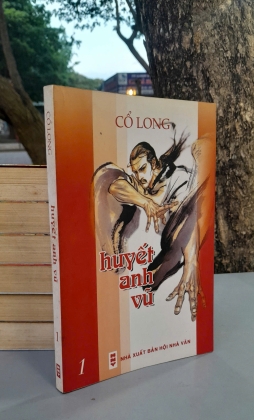 CỔ LONG
huyết anh vũ
1
CỔ LONG
huyết
anh
vũ
NHÀ XUẤT BẢN HỘI NHÀ VĂN